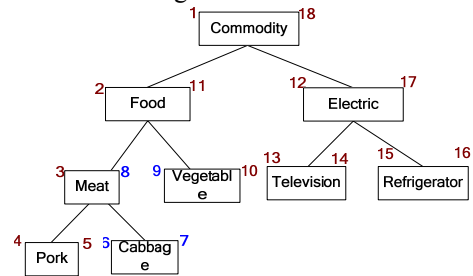 1 Commodity 18
2 Food 11
12 Electric 17
3 Meat 8
9 Vegetabl
e 10
13 Television 14
15 Refrigerator 16
4 Pork 5
6 Cabbag
e 7